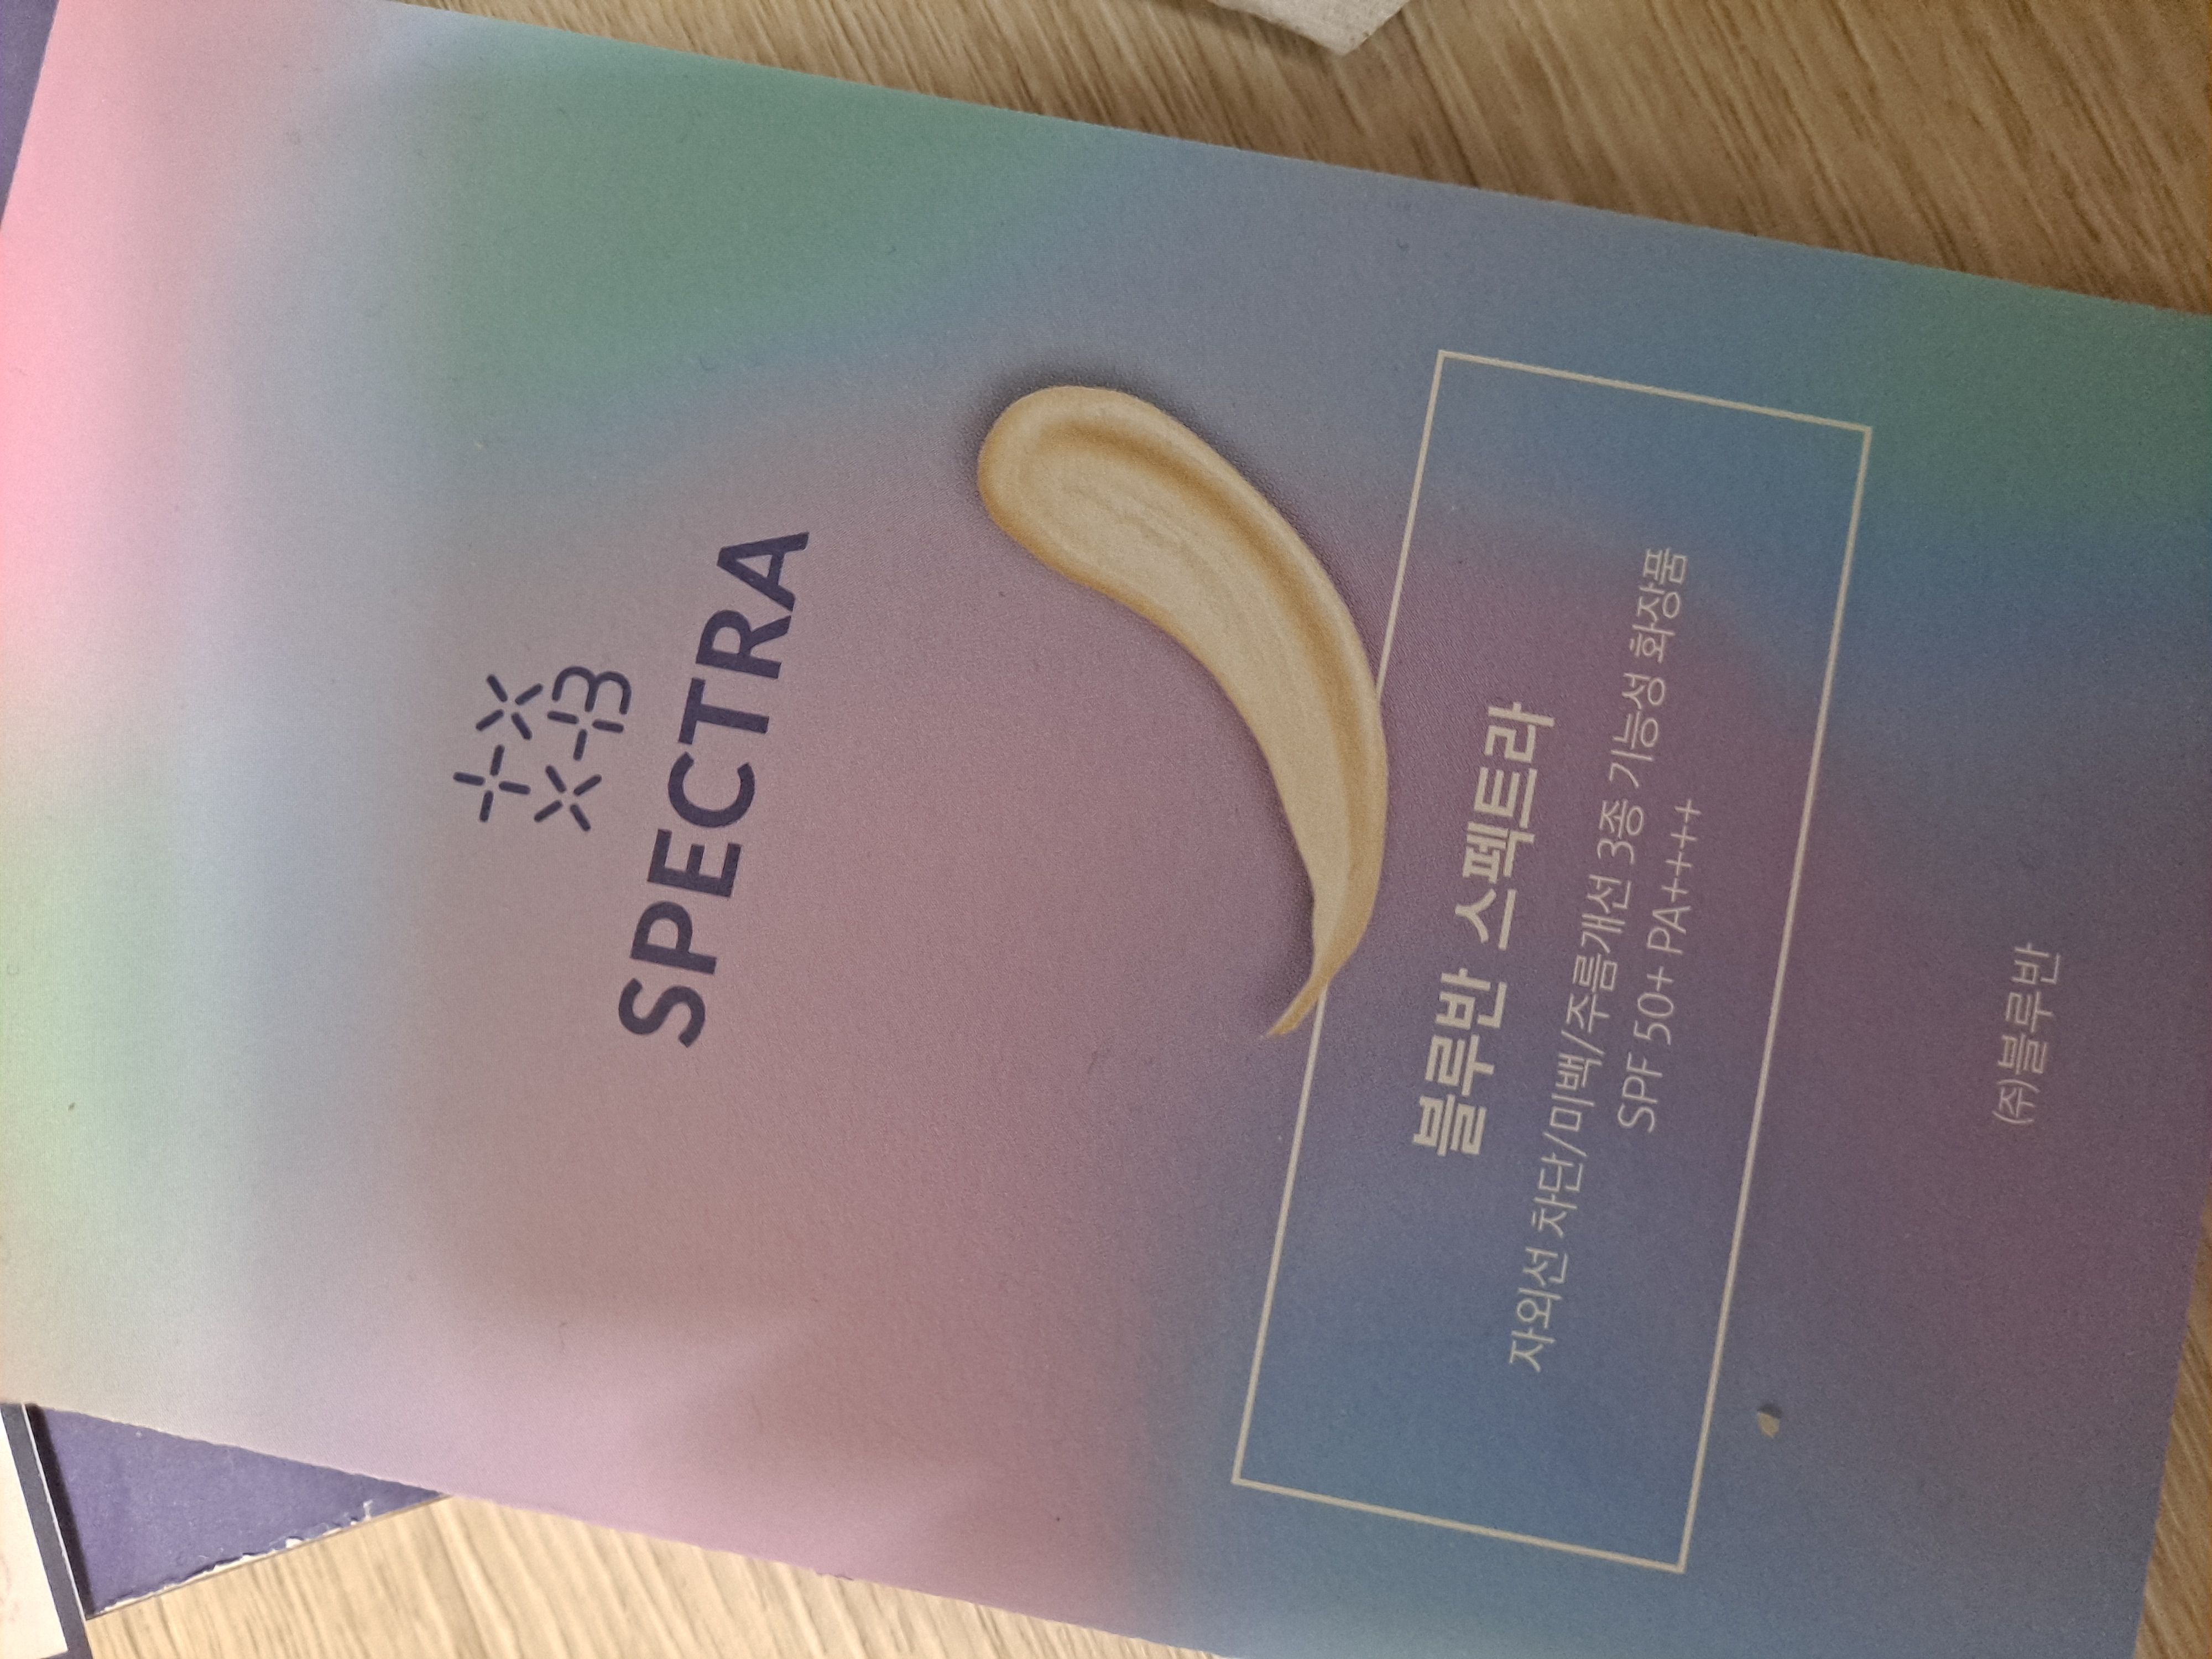 SPECTRA
블루반 스펙트라
자외선 차단/미백/주름개선 3종 기능성 화장품
SPF 50+ PA++++
(주)블루반